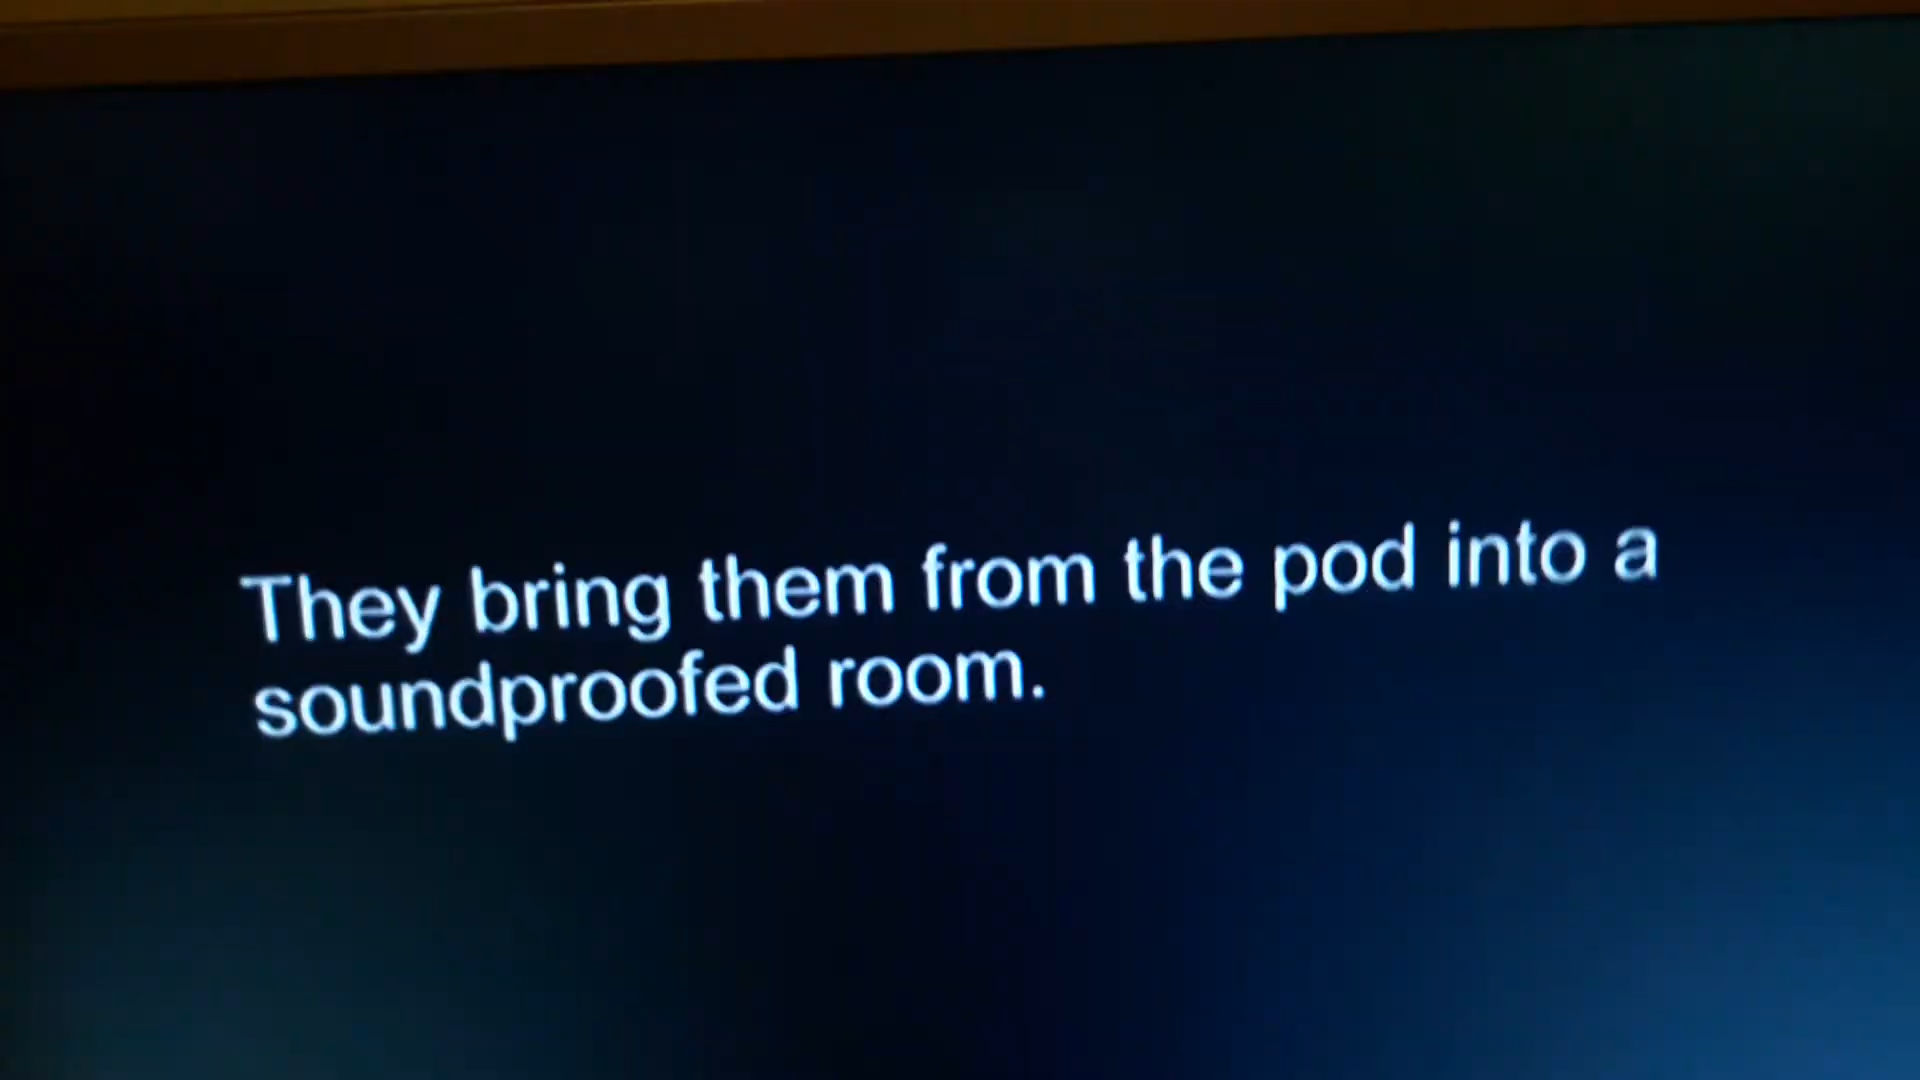 They bring them from the pod into a
soundproofed room.